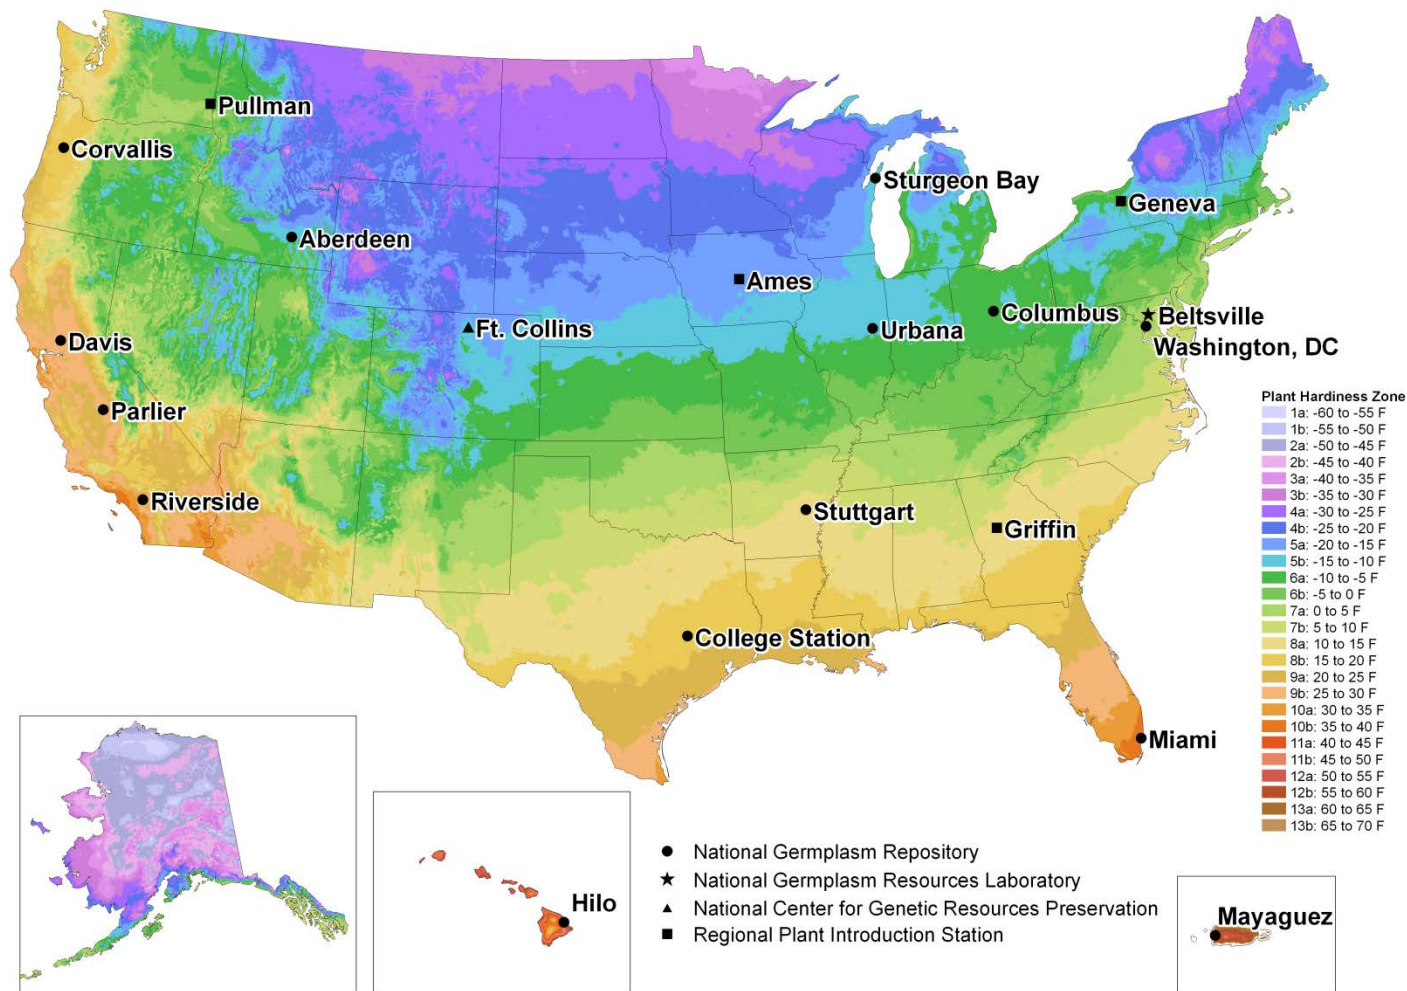 Pullman
Corvallis
Sturgeon Bay
Geneva
Aberdeen
Ames
Ft. Collins
Urbana
Columbus
Beltsville
Washington, DC
Davis
Parlier
Riverside
Stuttgart
Griffin
College Station
Miami
Plant Hardiness Zone
1a: -60 to -55 F
1b: -55 to -50 F
2a: -50 to -45 F
2b: -45 to -40 F
3a: -40 to -35 F
3b: -35 to -30 F
4a: -30 to -25 F
4b: -25 to -20 F
5a: -20 to -15 F
5b: -15 to -10 F
6a: -10 to -5 F
6b: -5 to 0 F
7a: 0 to 5 F
7b: 5 to 10 F
8a: 10 to 15 F
8b: 15 to 20 F
9a: 20 to 25 F
9b: 25 to 30 F
10a: 30 to 35 F
10b: 35 to 40 F
11a: 40 to 45 F
11b: 45 to 50 F
12a: 50 to 55 F
12b: 55 to 60 F
13a: 60 to 65 F
13b: 65 to 70 F
Hilo
National Germplasm Repository
National Germplasm Resources Laboratory
National Center for Genetic Resources Preservation
Regional Plant Introduction Station
Mayaguez